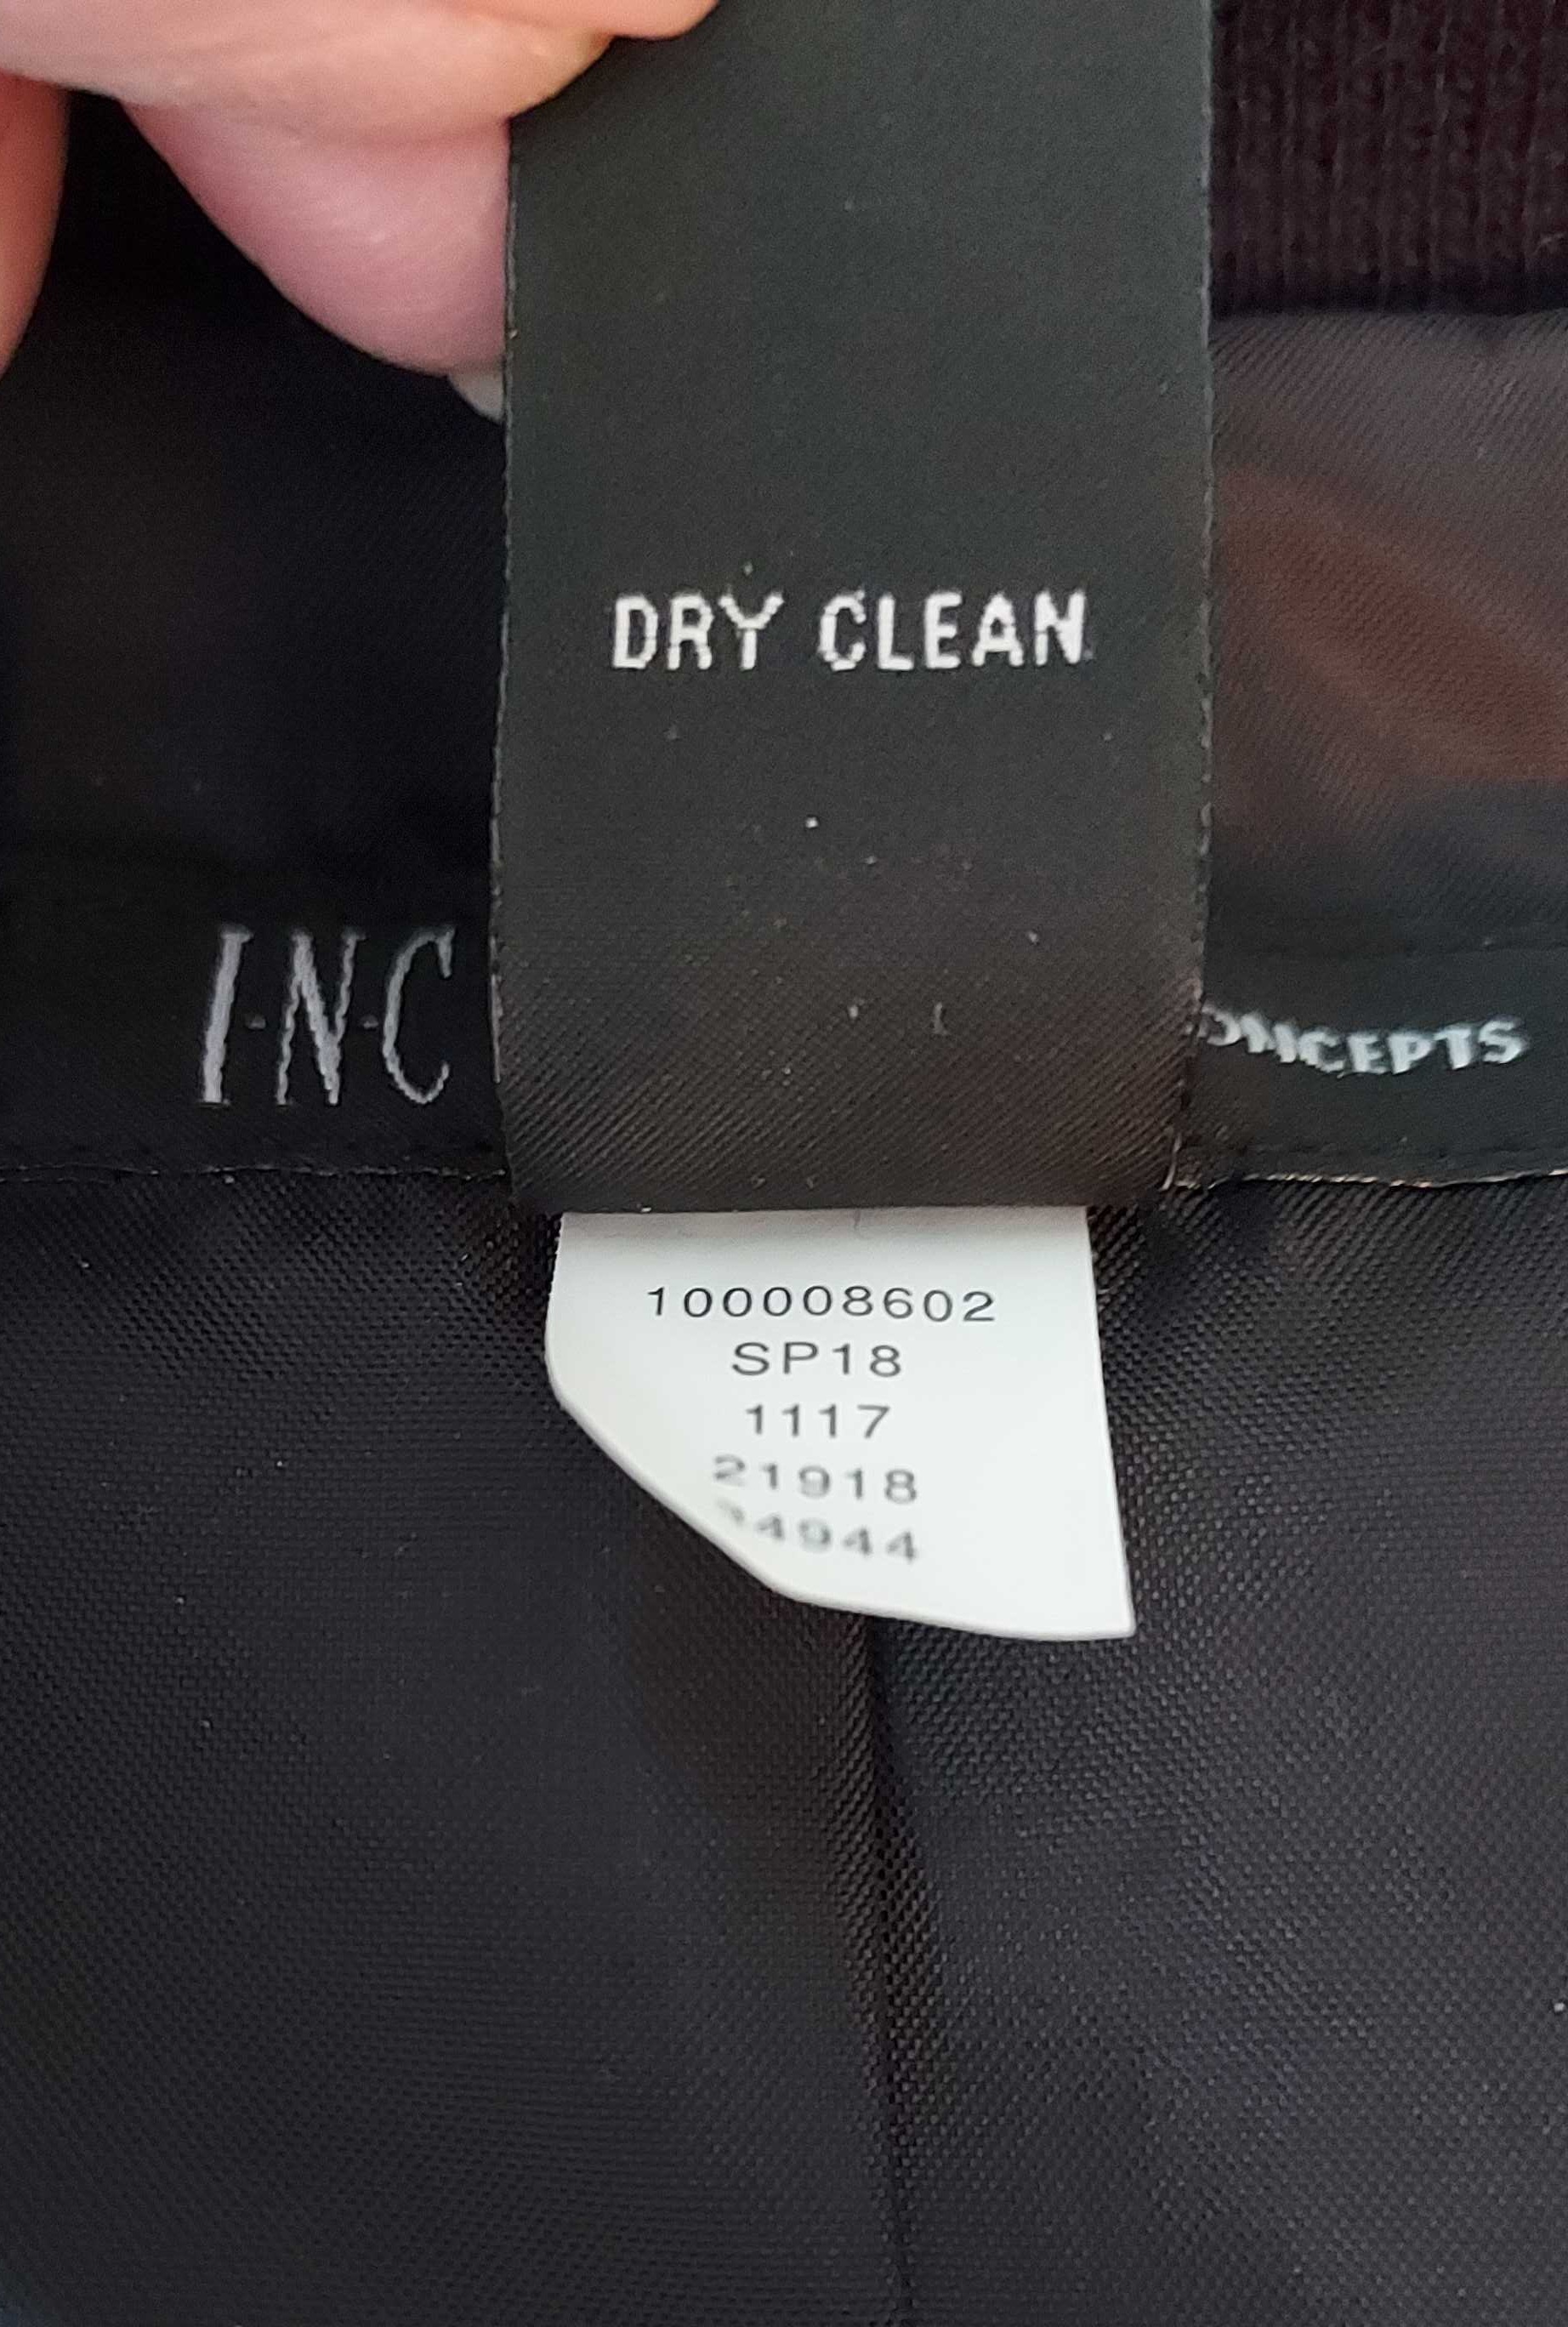 DRY CLEAN
I·N·C
100008602
SP18
1117
21918